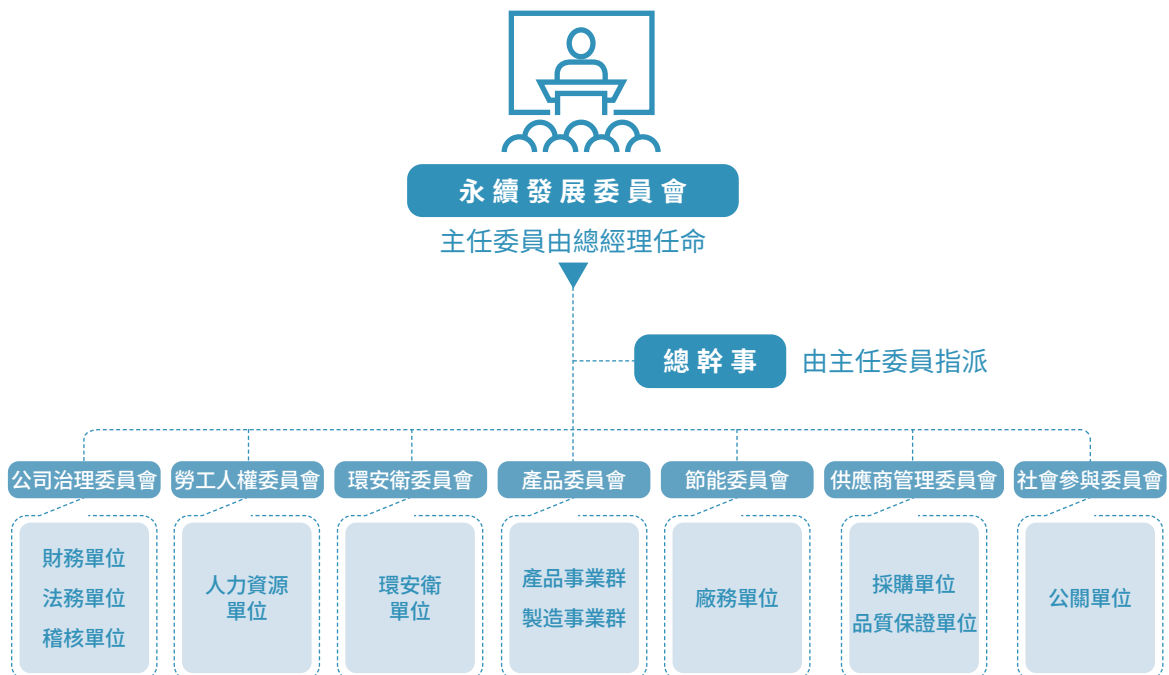 永續發展委員會
主任委員由總經理任命
總幹事 由主任委員指派
公司治理委員會 勞工人權委員會 環安衛委員會 產品委員會 節能委員會 供應商管理委員會 社會參與委員會
財務單位
法務單位
稽核單位
人力資源
單位
環安衛
單位
產品事業群
製造事業群
廠務單位
採購單位
品質保證單位
公關單位